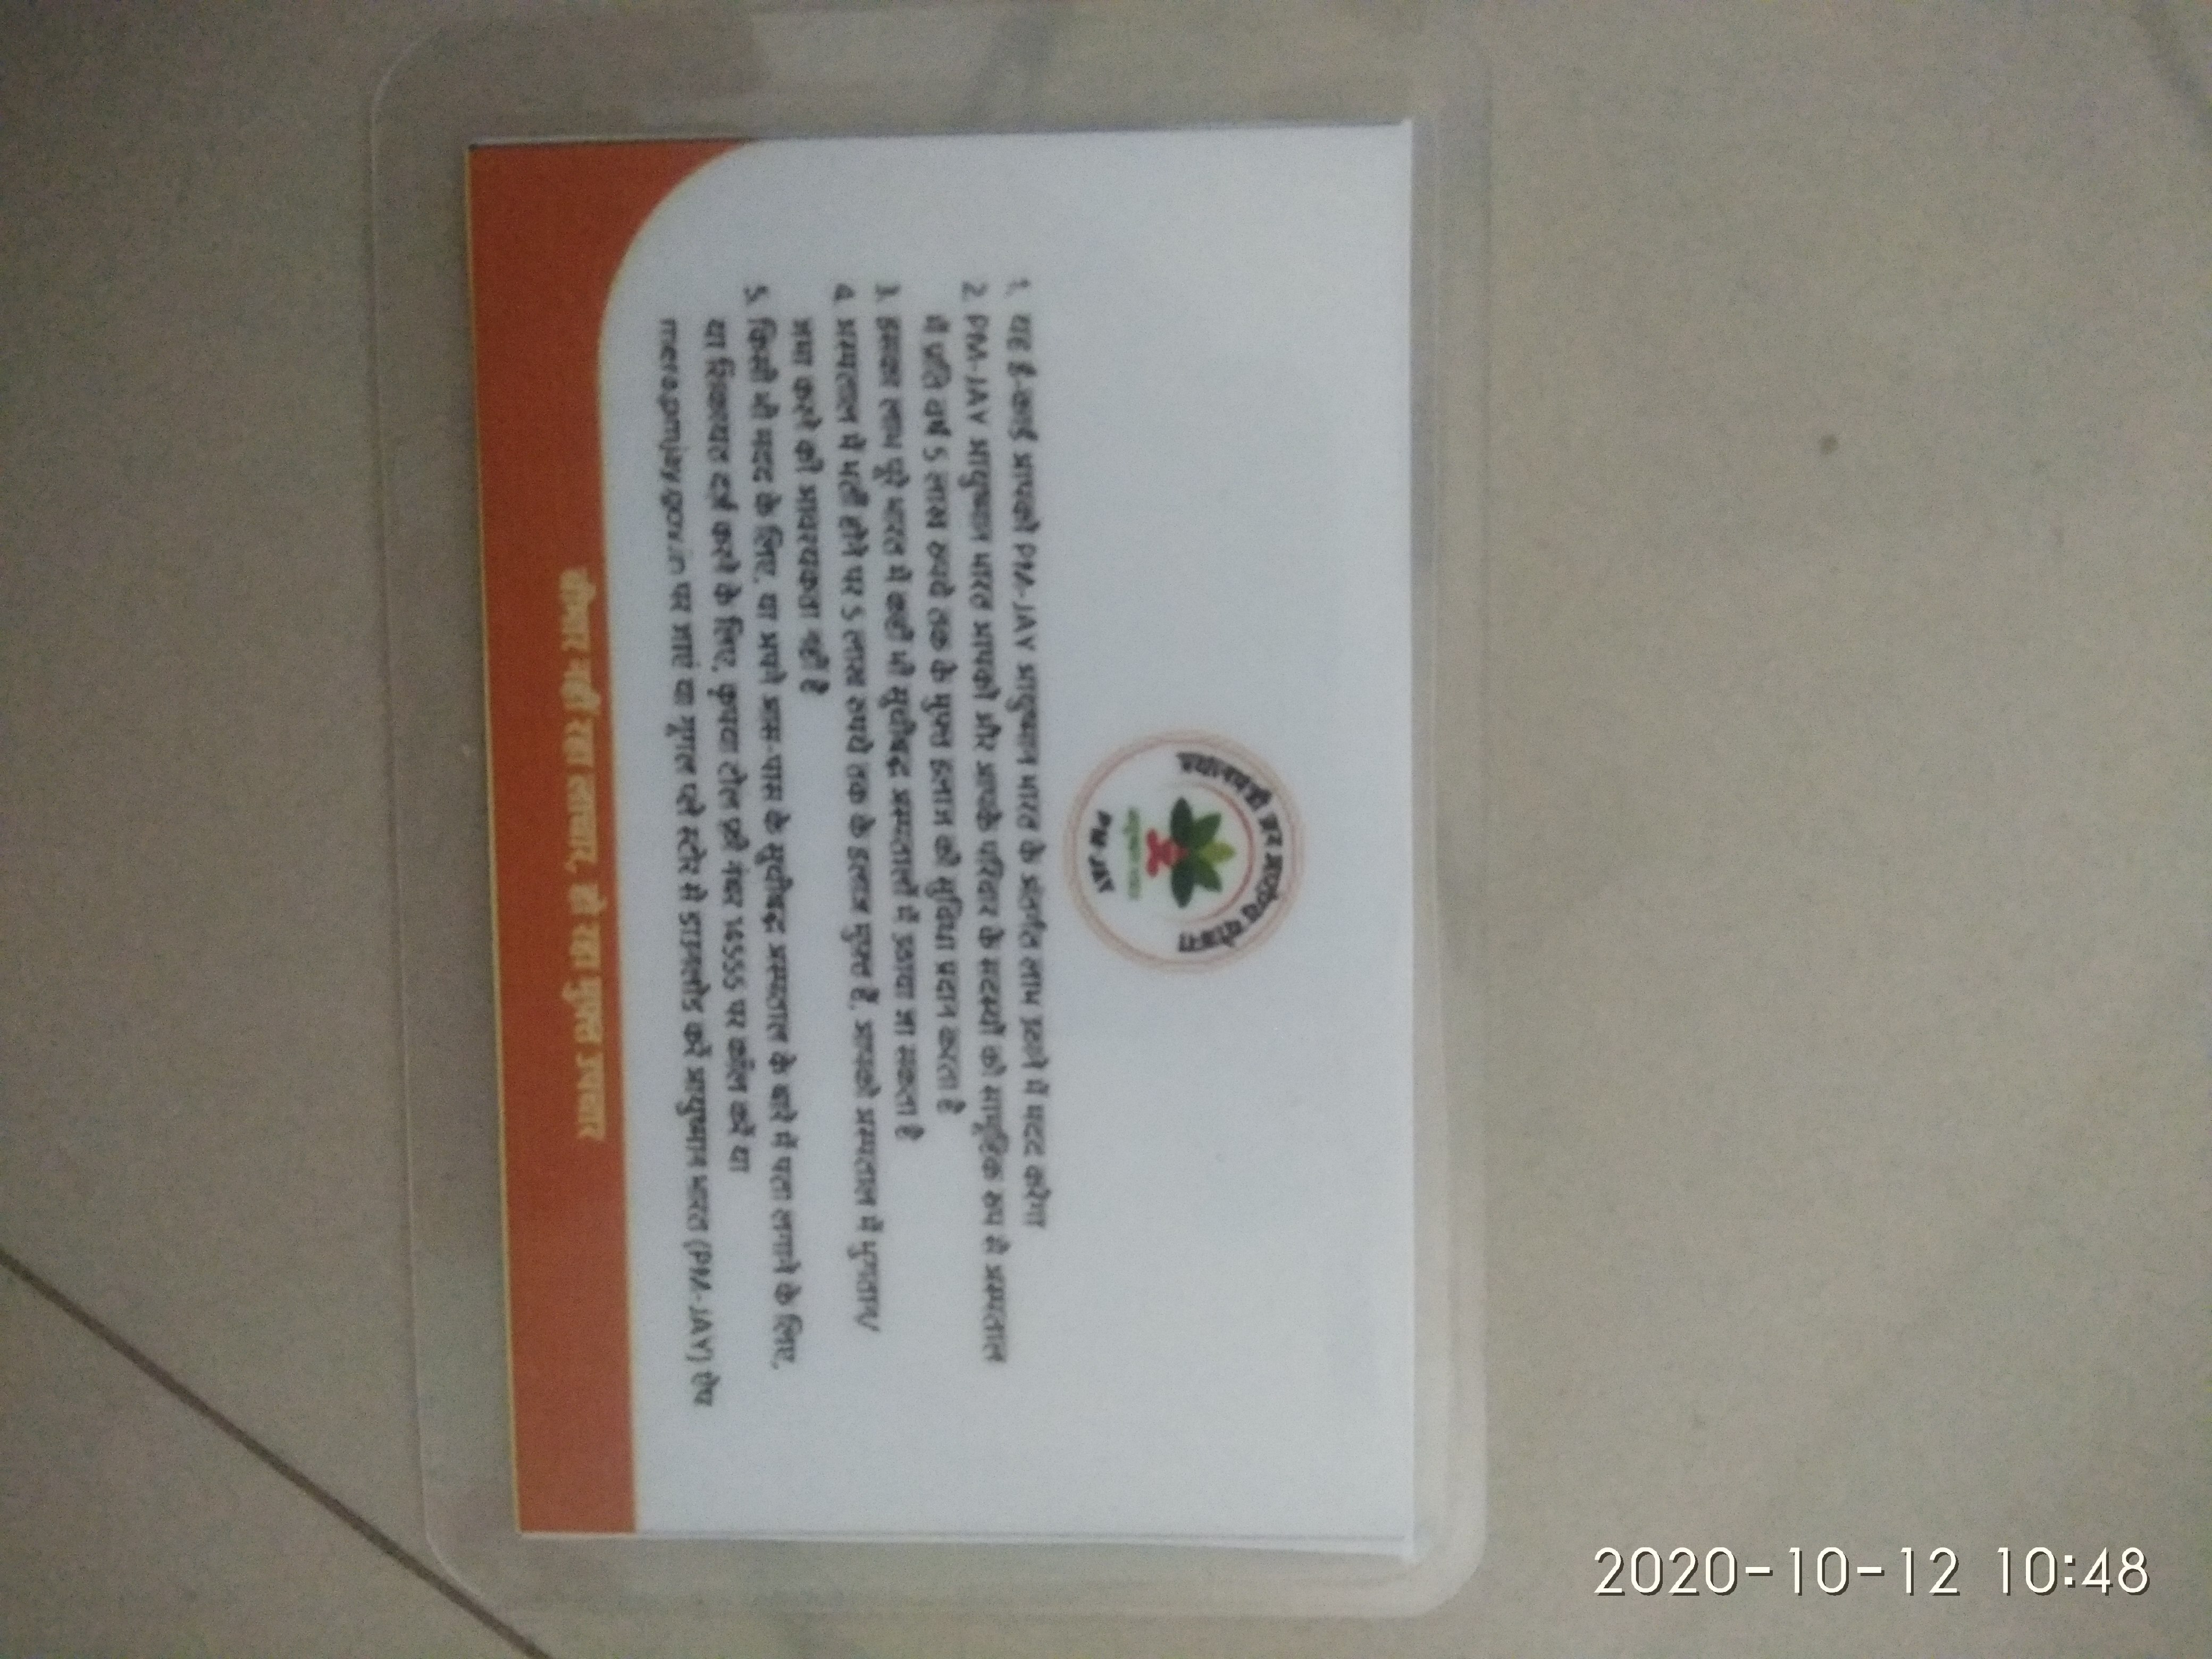 प्रधानमंत्री जन आरोग्य योजना
PM-JAY
1. यह ई-कार्ड आपको PM-JAY आयुष्मान भारत के अंतर्गत लाभ उठाने में मदद करेगा
2. PM-JAY आयुष्मान भारत आपको और आपके परिवार के सदस्यों को सामूहिक रूप से अस्पताल
में प्रति वर्ष 5 लाख रुपये तक के मुफ्त इलाज की सुविधा प्रदान करता है
3. इसका लाभ पूरे भारत में कहीं भी सूचीबद्ध अस्पतालों में उठाया जा सकता है
4. अस्पताल में भर्ती होने पर 5 लाख रुपये तक के इलाज मुफ्त हैं, आपको अस्पताल में भुगतान/
जमा करने की आवश्यकता नहीं है
5. किसी भी मदद के लिए, या अपने आस-पास के सूचीबद्ध अस्पताल के बारे में पता लगाने के लिए,
या शिकायत दर्ज करने के लिए, कृपया टोल फ्री नंबर 14555 पर कॉल करें या
mera.pmjay.gov.in पर जाएं या गूगल प्ले स्टोर से डाउनलोड करें आयुष्मान भारत (PM-JAY) ऐप
बीमार नहीं रहा लाचार, हो रहा मुफ्त उपचार
2020-10-12 10:48